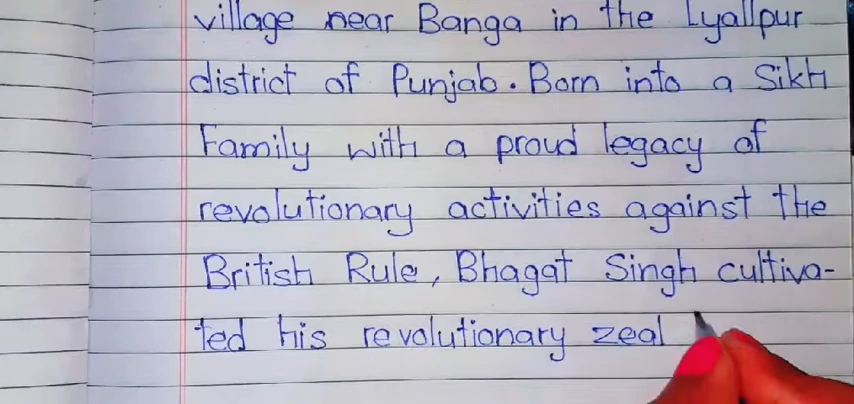 village near Banga in the Lyallpur
district of Punjab. Born into a Sikh
Family with a proud legacy of
revolutionary activities against the
British Rule, Bhagat Singh cultiva-
ted his revolutionary zeal